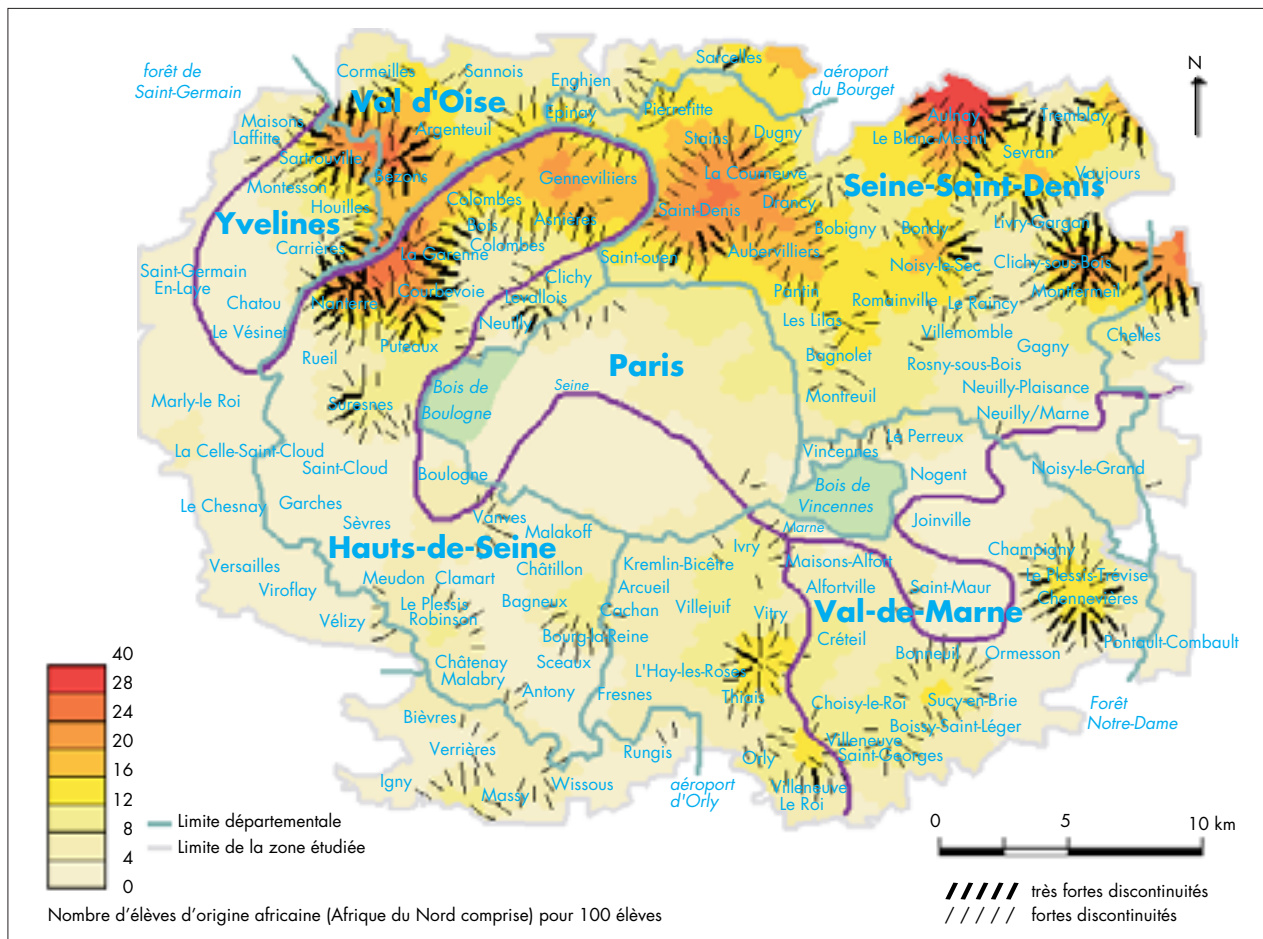 forêt de
Saint-Germain
Cormeilles
Sannois
Enghien
Sarcelles
aéroport
du Bourget
N
Val d'Oise
Maisons
Laffitte
Argenteuil
Epinay
Pierrefitte
Stains
Dugny
Aulnay
Tremblay
Le Blanc-Mesnil
Sevran
Vaujours
Sartrouville
Bezons
Montesson
Houilles
Yvelines
Carrières
Colombes
Gennevilliers
Bois
Colombes
Asnières
La Courneuve
Saint-Denis
Drancy
Seine-Saint-Denis
Bobigny
Bondy
Livry-Gargan
Saint-Germain
En-Laye
La Garenne
Clichy
Saint-ouen
Aubervilliers
Noisy-le-Sec
Clichy-sous-Bois
Chatou
Nanterre
Courbevoie
Levallois
Pantin
Romainville
Le Raincy
Montfermeil
Le Vésinet
Neuilly
Les Lilas
Villemomble
Chelles
Rueil
Puteaux
Bagnolet
Gagny
Rosny-sous-Bois
Paris
Bois de
Boulogne
Seine
Marly-le Roi
Suresnes
Montreuil
Neuilly-Plaisance
Neuilly/Marne
La Celle-Saint-Cloud
Saint-Cloud
Boulogne
Vincennes
Le Perreux
Nogent
Noisy-le-Grand
Bois de
Vincennes
Le Chesnay
Garches
Sèvres
Vanves
Malakoff
Marne
Joinville
Hauts-de-Seine
Ivry
Versailles
Viroflay
Meudon
Clamart
Châtillon
Kremlin-Bicêtre
Maisons-Alfort
Champigny
Le Plessis-Trévise
Chennevières
Arcueil
Alfortville
Saint-Maur
Le Plessis
Robinson
Bagneux
Cachan
Villejuif
Vitry
Val-de-Marne
Vélizy
Bourg-la-Reine
Créteil
Bonneuil
Ormesson
Pontault-Combault
Châtenay
Malabry
Sceaux
L'Hay-les-Roses
Antony
Fresnes
Thiais
Choisy-le-Roi
Sucy-en-Brie
Forêt
Notre-Dame
Bièvres
Boissy-Saint-Léger
Verrières
Rungis
Orly
Villeneuve
Saint-Georges
Igny
Massy
Wissous
aéroport
d'Orly
Villeneuve
Le Roi
40
28
24
20
16
12
8
4
0
Limite départementale
Limite de la zone étudiée
0 5 10 km
très fortes discontinuités
fortes discontinuités
Nombre d'élèves d'origine africaine (Afrique du Nord comprise) pour 100 élèves